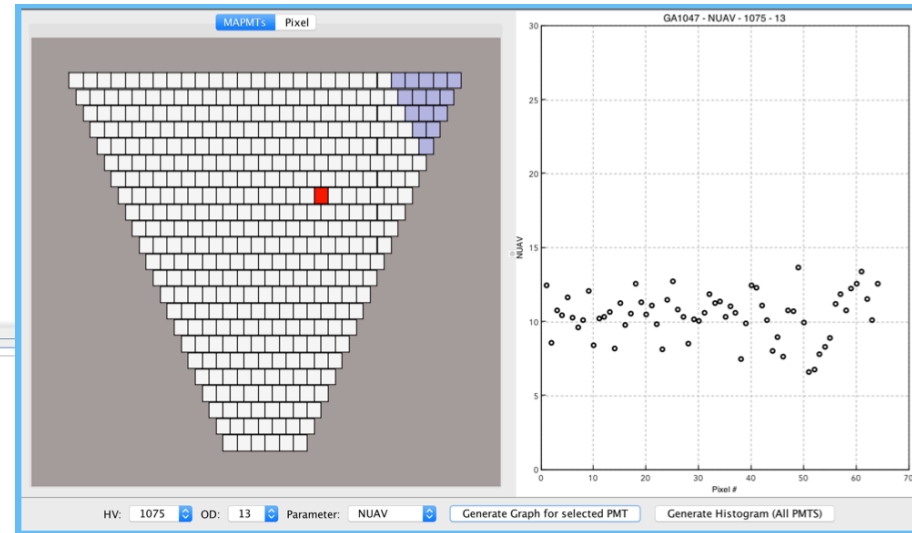 MAPMTs Pixel
GA1047 - NUAV - 1075 - 13
30
25
20
15
10
5
0
NUAV
0 10 20 30 40 50 60 70
Pixel #
HV: 1075 OD: 13 Parameter: NUAV Generate Graph for selected PMT Generate Histogram (All PMTS)